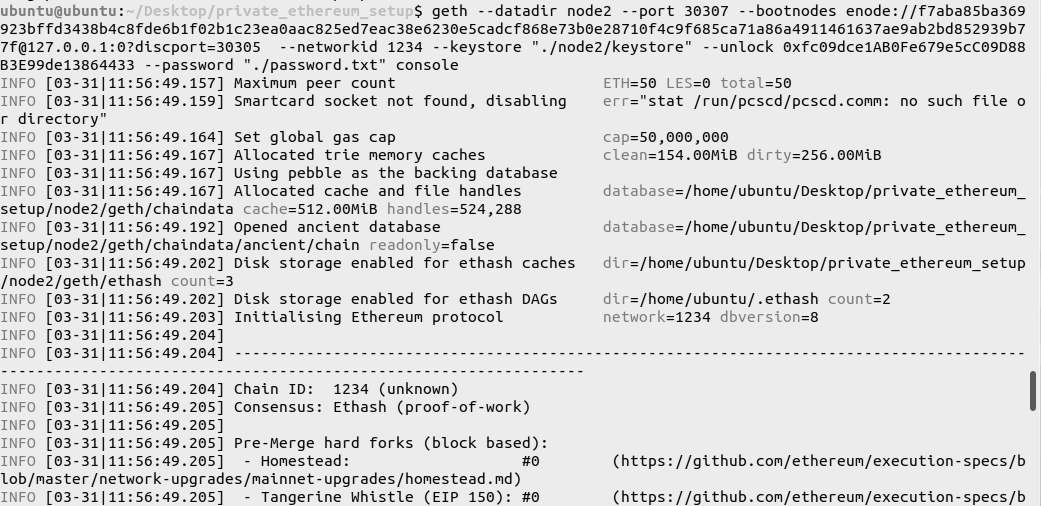 ubuntu@ubuntu:~/Desktop/private_ethereum_setup$ geth --datadir node2 --port 30307 --bootnodes enode://f7aba85ba369
923bffd3438b4c8fde6b1f02b1c23ea0aac825ed7eac38e6230e5cadcf868e73b0e28710f4c9f685ca71a86a4911461637ae9ab2bd852939b7
7f@127.0.0.1:0?discport=30305  --networkid 1234 --keystore "./node2/keystore" --unlock 0xfc09dce1AB0Fe679e5cC09D88
B3E99de13864433 --password "./password.txt" console
INFO [03-31|11:56:49.157] Maximum peer count                       ETH=50 LES=0 total=50
INFO [03-31|11:56:49.159] Smartcard socket not found, disabling    err="stat /run/pcscd/pcscd.comm: no such file o
r directory"
INFO [03-31|11:56:49.164] Set global gas cap                       cap=50,000,000
INFO [03-31|11:56:49.167] Allocated trie memory caches             clean=154.00MiB dirty=256.00MiB
INFO [03-31|11:56:49.167] Using pebble as the backing database
INFO [03-31|11:56:49.167] Allocated cache and file handles         database=/home/ubuntu/Desktop/private_ethereum_
setup/node2/geth/chaindata cache=512.00MiB handles=524,288
INFO [03-31|11:56:49.192] Opened ancient database                  database=/home/ubuntu/Desktop/private_ethereum_
setup/node2/geth/chaindata/ancient/chain readonly=false
INFO [03-31|11:56:49.202] Disk storage enabled for ethash caches   dir=/home/ubuntu/Desktop/private_ethereum_setup
/node2/geth/ethash count=3
INFO [03-31|11:56:49.202] Disk storage enabled for ethash DAGs     dir=/home/ubuntu/.ethash count=2
INFO [03-31|11:56:49.203] Initialising Ethereum protocol           network=1234 dbversion=8
INFO [03-31|11:56:49.204]
INFO [03-31|11:56:49.204] ----------------------------------------------------------------------------------------
-----------------------------------------------------------------
INFO [03-31|11:56:49.204] Chain ID:  1234 (unknown)
INFO [03-31|11:56:49.205] Consensus: Ethash (proof-of-work)
INFO [03-31|11:56:49.205]
INFO [03-31|11:56:49.205] Pre-Merge hard forks (block based):
INFO [03-31|11:56:49.205]  - Homestead:                   #0        (https://github.com/ethereum/execution-specs/b
lob/master/network-upgrades/mainnet-upgrades/homestead.md)
INFO [03-31|11:56:49.205]  - Tangerine Whistle (EIP 150): #0        (https://github.com/ethereum/execution-specs/b